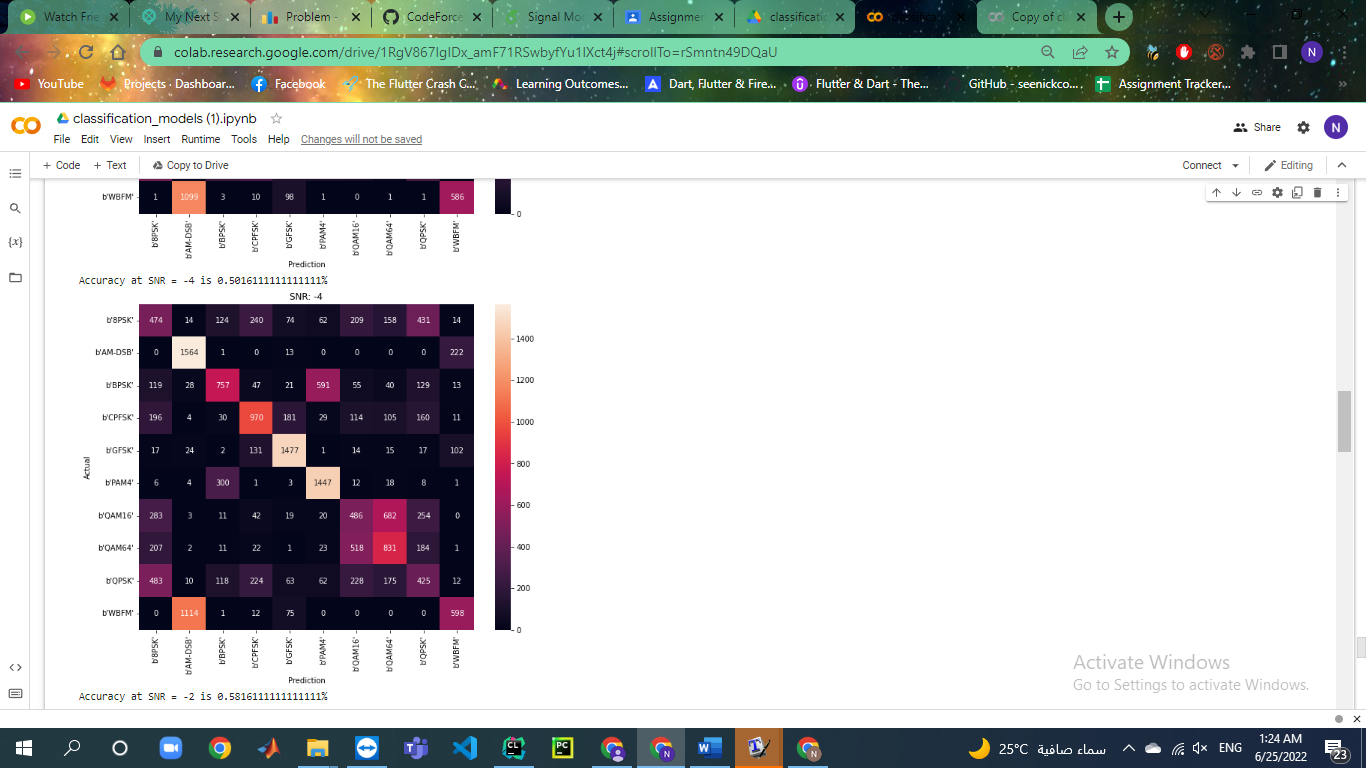 Watch Frie
My Next S
Problem -
CodeForce
Signal Mo
Assignmen
classificatio
Copy of cl
colab.research.google.com/drive/1RgV867IgIDx_amF71RSwbyfYu1IXct4j#scrollTo=rSmntn49DQaU
N
YouTube
Projects · Dashboar...
Facebook
The Flutter Crash C...
Learning Outcomes...
Dart, Flutter & Fire...
Flutter & Dart - The...
GitHub - seenickco...
Assignment Tracker...
»
classification_models (1).ipynb
File Edit View Insert Runtime Tools Help Changes will not be saved
Share
N
+ Code + Text Copy to Drive
Connect
Editing
{x}
b'WBFM' 1 1099 3 10 98 1 0 1 1 586
0
b'8PSK' b'AM-DSB' b'BPSK' b'CPFSK' b'GFSK' b'PAM4' b'QAM16' b'QAM64' b'QPSK' b'WBFM'
Prediction
Accuracy at SNR = -4 is 0.5016111111111111%
SNR: -4
b'8PSK' 474 14 124 240 74 62 209 158 431 14
b'AM-DSB' 0 1564 1 0 13 0 0 0 0 222
b'BPSK' 119 28 757 47 21 591 55 40 129 13
b'CPFSK' 196 4 30 970 181 29 114 105 160 11
b'GFSK' 17 24 2 131 1477 1 14 15 17 102
b'PAM4' 6 4 300 1 3 1447 12 18 8 1
b'QAM16' 283 3 11 42 19 20 486 682 254 0
b'QAM64' 207 2 11 22 1 23 518 831 184 1
b'QPSK' 483 10 118 224 63 62 228 175 425 12
b'WBFM' 0 1114 1 12 75 0 0 0 0 598
Actual
1400
1200
1000
800
600
400
200
0
b'8PSK' b'AM-DSB' b'BPSK' b'CPFSK' b'GFSK' b'PAM4' b'QAM16' b'QAM64' b'QPSK' b'WBFM'
Prediction
Accuracy at SNR = -2 is 0.5816111111111111%
Activate Windows
Go to Settings to activate Windows.
25°C سماء صافية
ENG
1:24 AM
6/25/2022
23